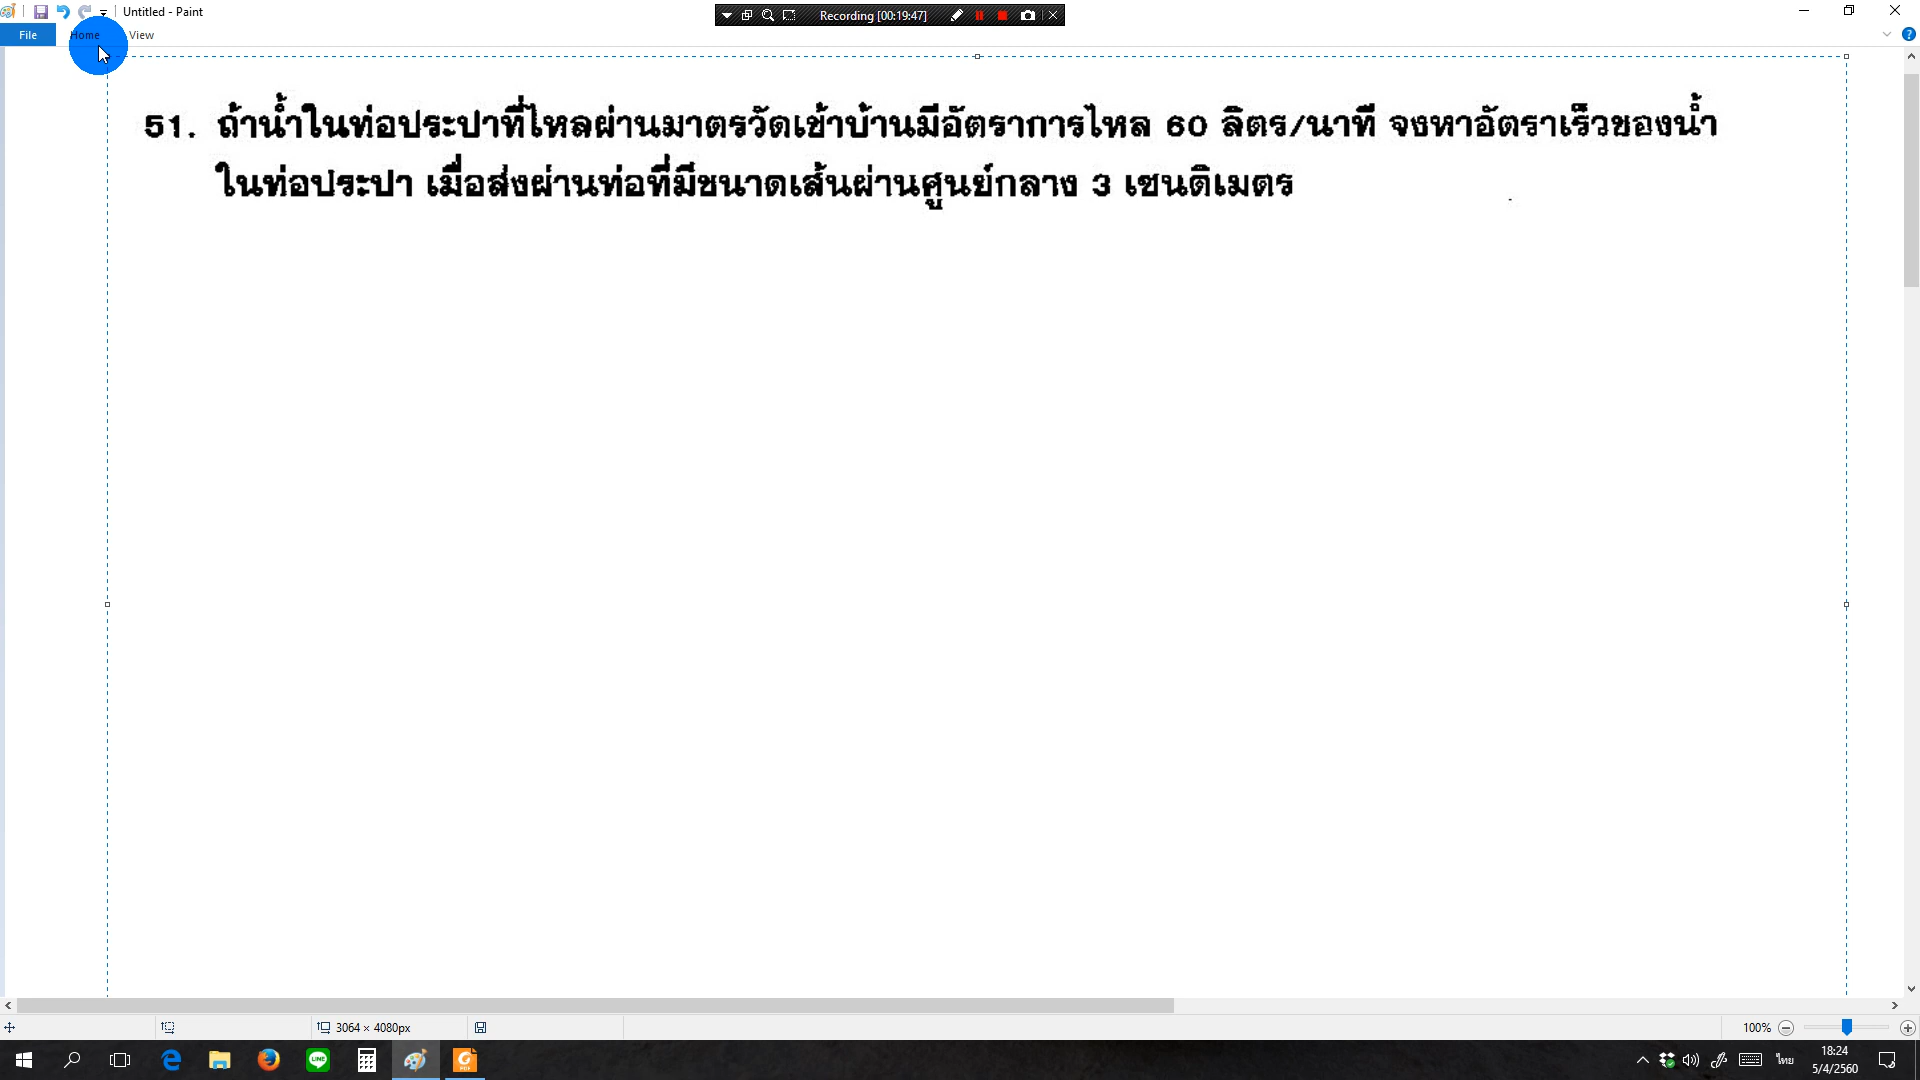 Untitled - Paint
Recording [00:19:47]
File
Home
View
51. ถ้าน้ำในท่อประปาที่ไหลผ่านมาตรวัดเข้าบ้านมีอัตราการไหล 60 ลิตร/นาที จงหาอัตราเร็วของน้ำ
ในท่อประปา เมื่อส่งผ่านท่อที่มีขนาดเส้นผ่านศูนย์กลาง 3 เซนติเมตร
3064 × 4080px
100%
LINE
PDF
ไทย
18:24
5/4/2560